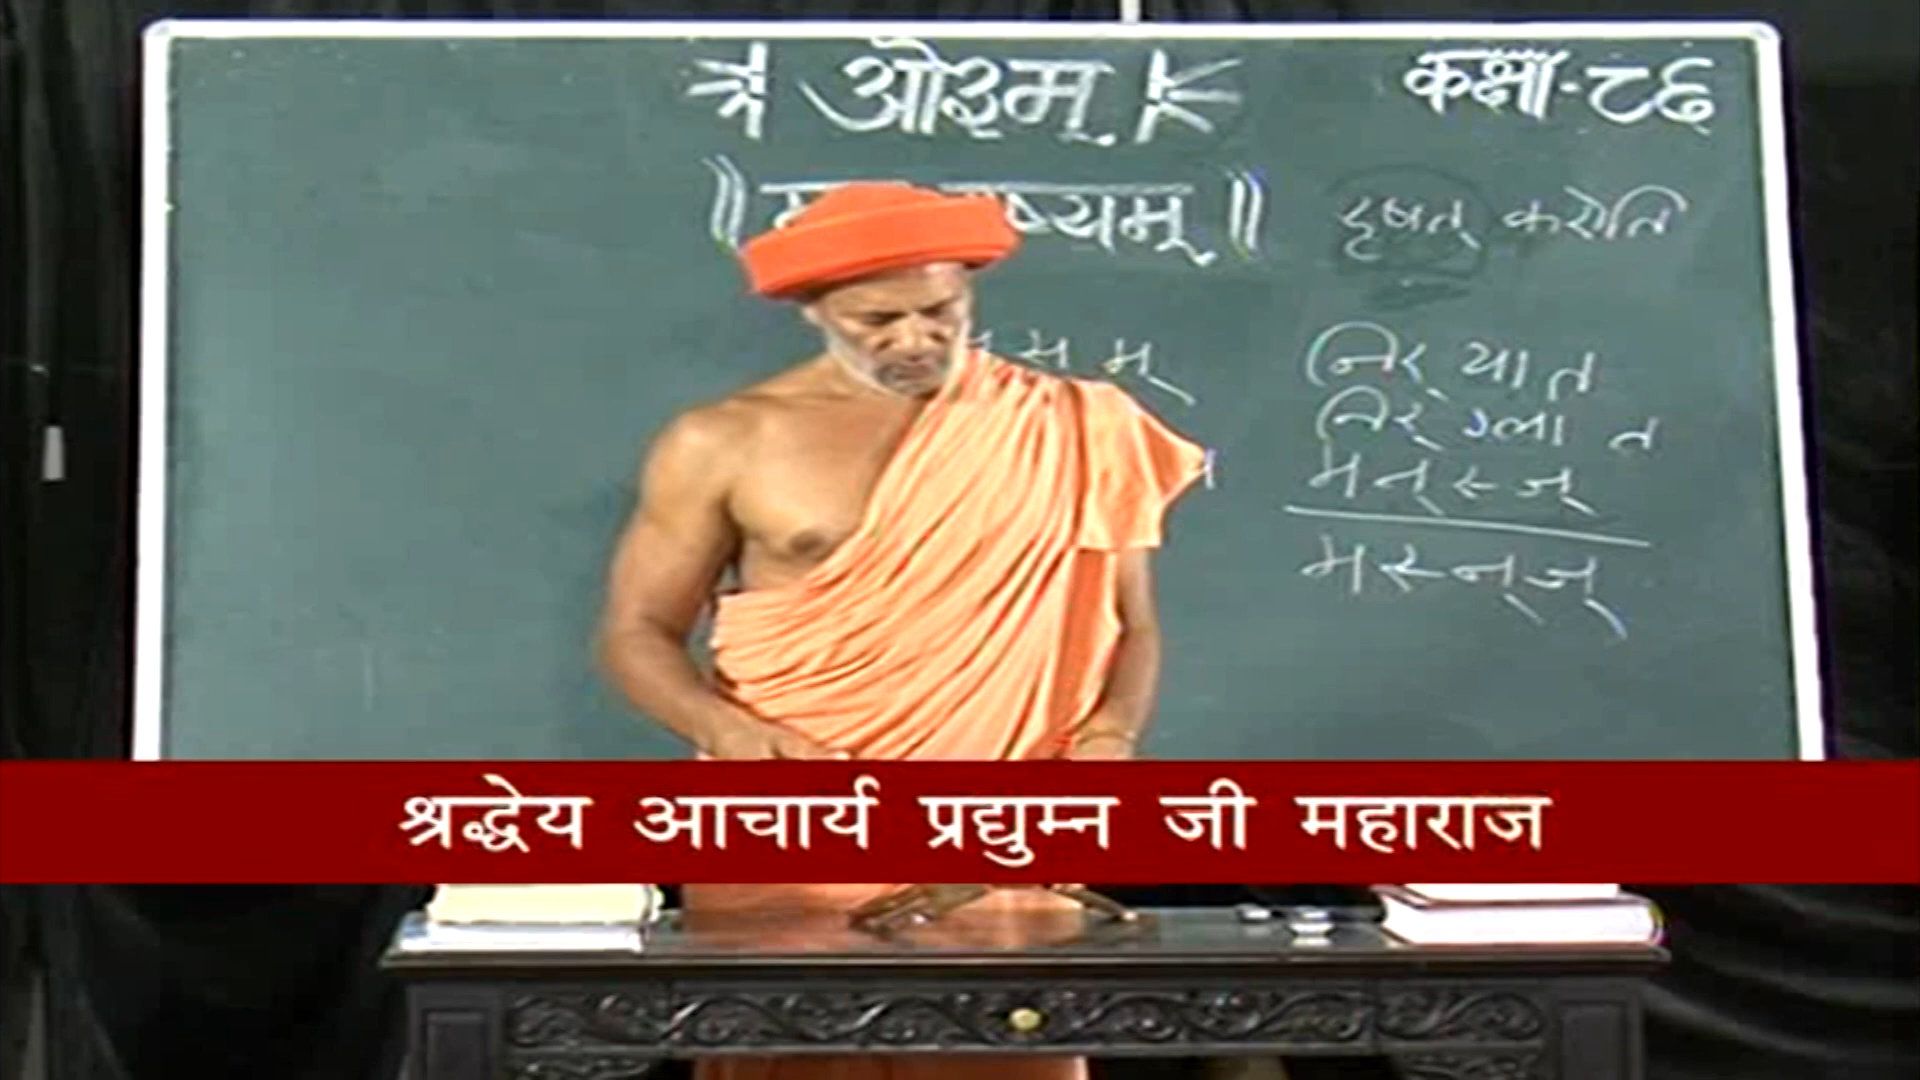 ओ३म्
कक्षा-८६
दृषत् करोति
स म्
निर् या त
निर् ग्ला त
मन्स्ज्
मस्न्ज्
श्रद्धेय आचार्य प्रद्युम्न जी महाराज